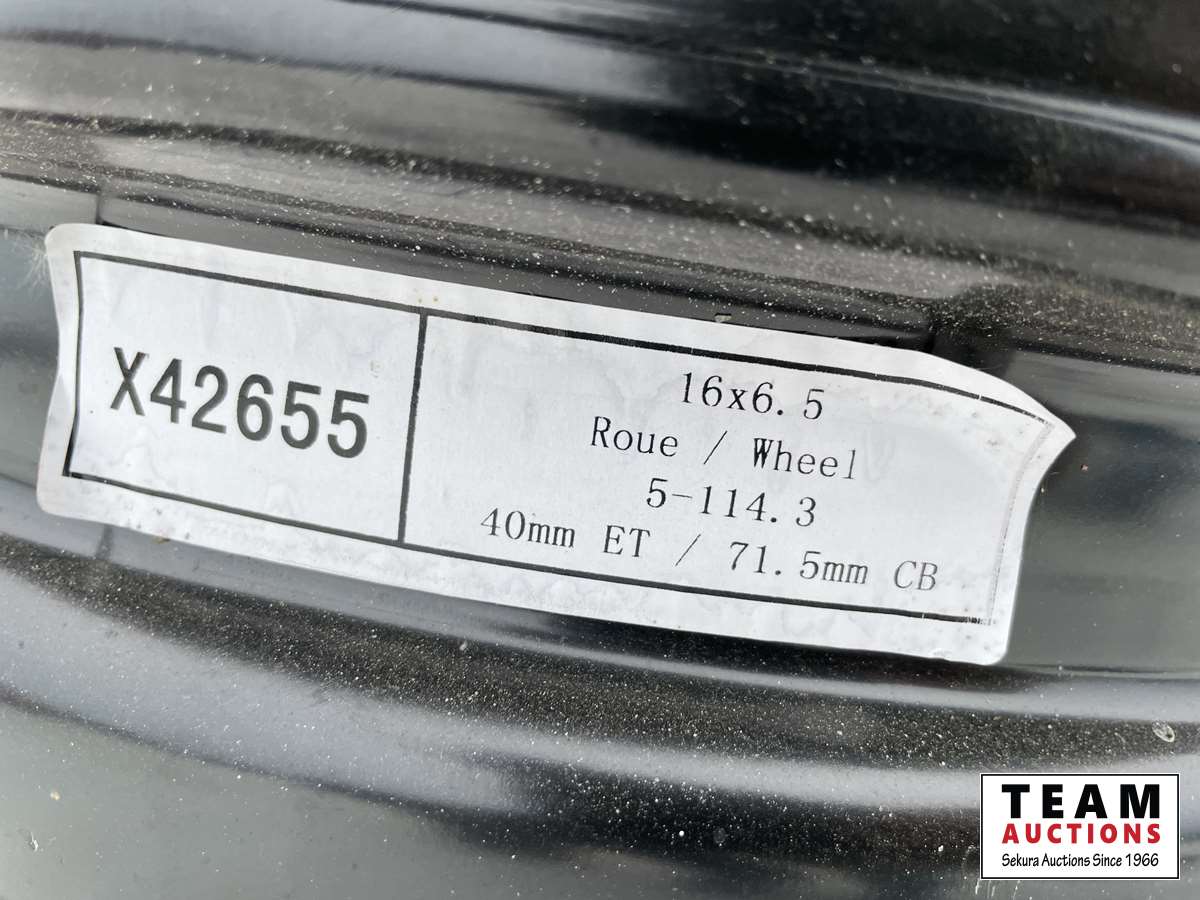 X42655
16x6.5
Roue / Wheel
5-114.3
40mm ET / 71.5mm CB
TEAM
AUCTIONS
Sekura Auctions Since 1966